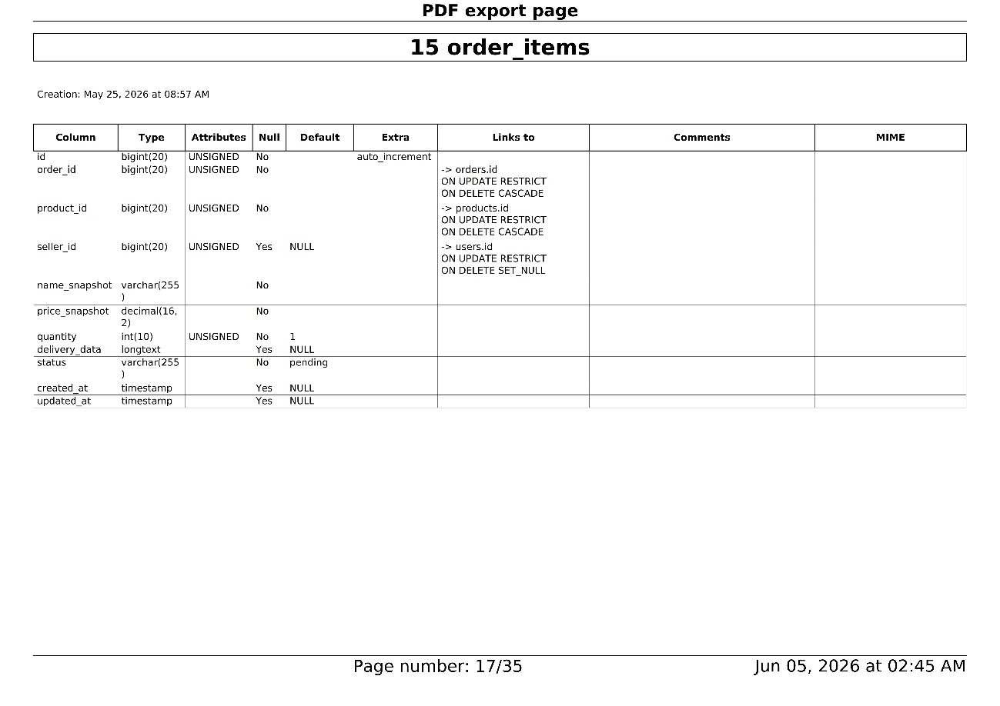 PDF export page
15 order_items
Creation: May 25, 2026 at 08:57 AM
Column Type Attributes Null Default Extra Links to Comments MIME
id bigint(20) UNSIGNED No auto_increment
order_id bigint(20) UNSIGNED No -> orders.id
ON UPDATE RESTRICT
ON DELETE CASCADE
product_id bigint(20) UNSIGNED No -> products.id
ON UPDATE RESTRICT
ON DELETE CASCADE
seller_id bigint(20) UNSIGNED Yes NULL -> users.id
ON UPDATE RESTRICT
ON DELETE SET_NULL
name_snapshot varchar(255 No
)
price_snapshot decimal(16, No
2)
quantity int(10) UNSIGNED No 1
delivery_data longtext Yes NULL
status varchar(255 No pending
)
created_at timestamp Yes NULL
updated_at timestamp Yes NULL
Page number: 17/35 Jun 05, 2026 at 02:45 AM